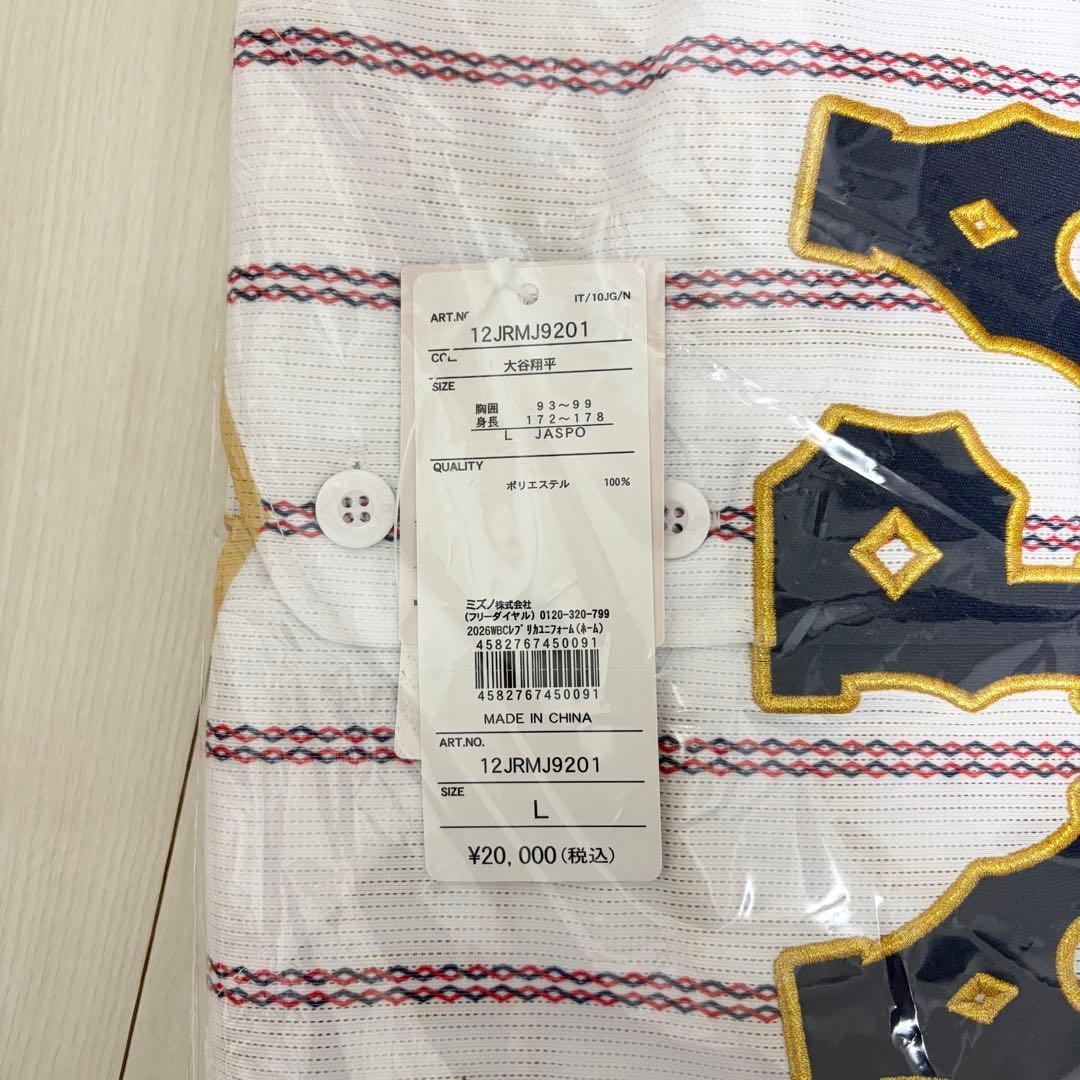 IT/10JG/N
ART.NO
12JRMJ9201
COL.
大谷翔平
SIZE
胸囲 93〜99
身長 172〜178
L JASPO
QUALITY
ポリエステル 100%
ミズノ株式会社
(フリーダイヤル) 0120-320-799
2026WBCレプリカユニフォーム(ホーム)
4582767450091
4582767450091
MADE IN CHINA
ART.NO.
12JRMJ9201
SIZE
L
¥20,000(税込)